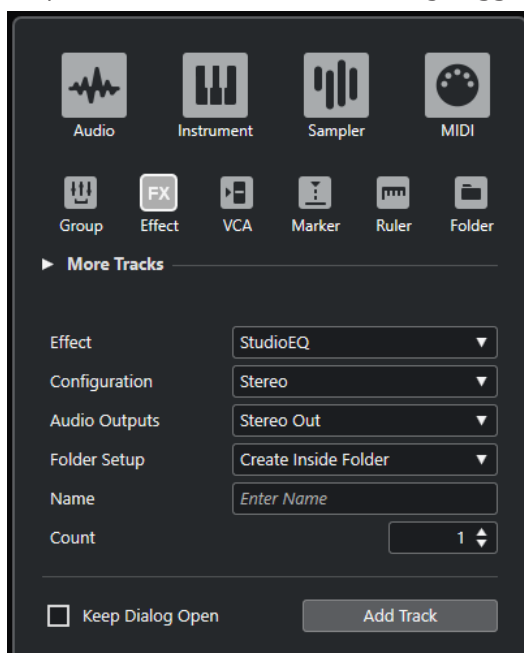 Audio Instrument Sampler MIDI
FX
Group Effect VCA Marker Ruler Folder
More Tracks
Effect StudioEQ
Configuration Stereo
Audio Outputs Stereo Out
Folder Setup Create Inside Folder
Name Enter Name
Count 1
Keep Dialog Open Add Track